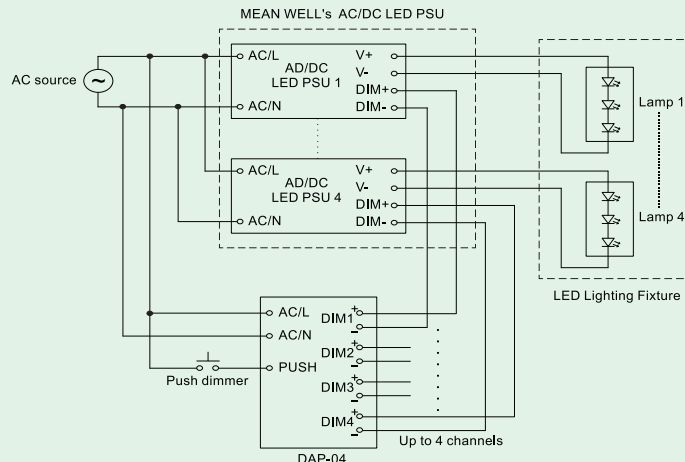 MEAN WELL's AC/DC LED PSU
AC source
~
AC/L
AC/N
AD/DC
LED PSU 1
V+
V-
DIM+
DIM-
Lamp 1
AC/L
AC/N
AD/DC
LED PSU 4
V+
V-
DIM+
DIM-
Lamp 4
LED Lighting Fixture
AC/L
AC/N
PUSH
Push dimmer
DIM1
+
-
DIM2
+
-
DIM3
+
-
DIM4
+
-
Up to 4 channels
DAP-04